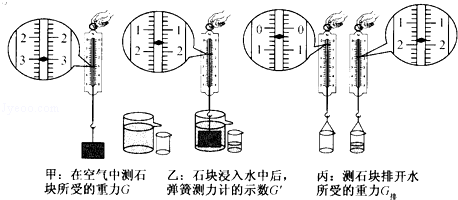 2 2
3 3
1 1
2 2
0 0
1 1
1 1
2 2
甲：在空气中测石块所受的重力G
乙：石块浸入水中后，弹簧测力计的示数G′
丙：测石块排开水所受的重力G排